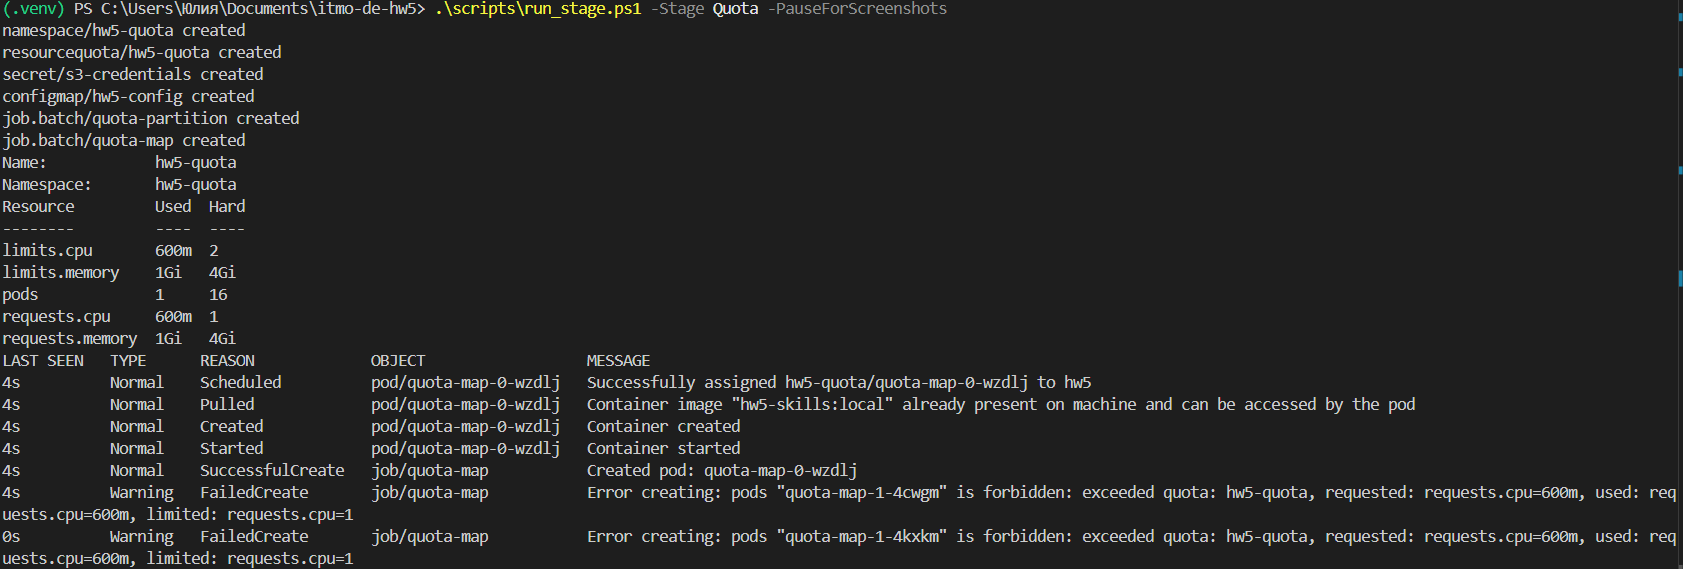 (.venv) PS C:\Users\Юлия\Documents\itmo-de-hw5> .\scripts\run_stage.ps1 -Stage Quota -PauseForScreenshots
namespace/hw5-quota created
resourcequota/hw5-quota created
secret/s3-credentials created
configmap/hw5-config created
job.batch/quota-partition created
job.batch/quota-map created
Name:            hw5-quota
Namespace:       hw5-quota
Resource         Used  Hard
--------         ----  ----
limits.cpu       600m  2
limits.memory    1Gi   4Gi
pods             1     16
requests.cpu     600m  1
requests.memory  1Gi   4Gi
LAST SEEN   TYPE      REASON             OBJECT                  MESSAGE
4s          Normal    Scheduled          pod/quota-map-0-wzdlj   Successfully assigned hw5-quota/quota-map-0-wzdlj to hw5
4s          Normal    Pulled             pod/quota-map-0-wzdlj   Container image "hw5-skills:local" already present on machine and can be accessed by the pod
4s          Normal    Created            pod/quota-map-0-wzdlj   Container created
4s          Normal    Started            pod/quota-map-0-wzdlj   Container started
4s          Normal    SuccessfulCreate   job/quota-map           Created pod: quota-map-0-wzdlj
4s          Warning   FailedCreate       job/quota-map           Error creating: pods "quota-map-1-4cwgm" is forbidden: exceeded quota: hw5-quota, requested: requests.cpu=600m, used: req
uests.cpu=600m, limited: requests.cpu=1
0s          Warning   FailedCreate       job/quota-map           Error creating: pods "quota-map-1-4kxkm" is forbidden: exceeded quota: hw5-quota, requested: requests.cpu=600m, used: req
uests.cpu=600m, limited: requests.cpu=1